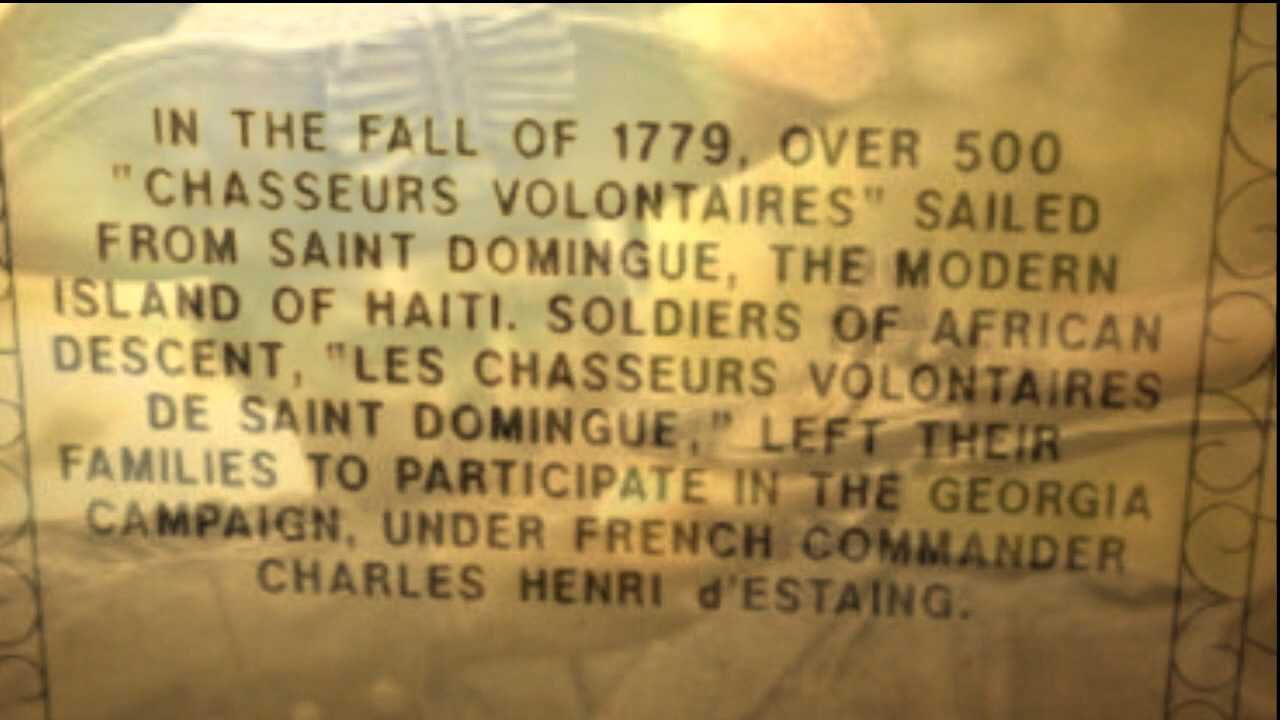 IN THE FALL OF 1779, OVER 500
"CHASSEURS VOLONTAIRES" SAILED
FROM SAINT DOMINGUE, THE MODERN
ISLAND OF HAITI. SOLDIERS OF AFRICAN
DESCENT, "LES CHASSEURS VOLONTAIRES
DE SAINT DOMINGUE," LEFT THEIR
FAMILIES TO PARTICIPATE IN THE GEORGIA
CAMPAIGN, UNDER FRENCH COMMANDER
CHARLES HENRI d'ESTAING.